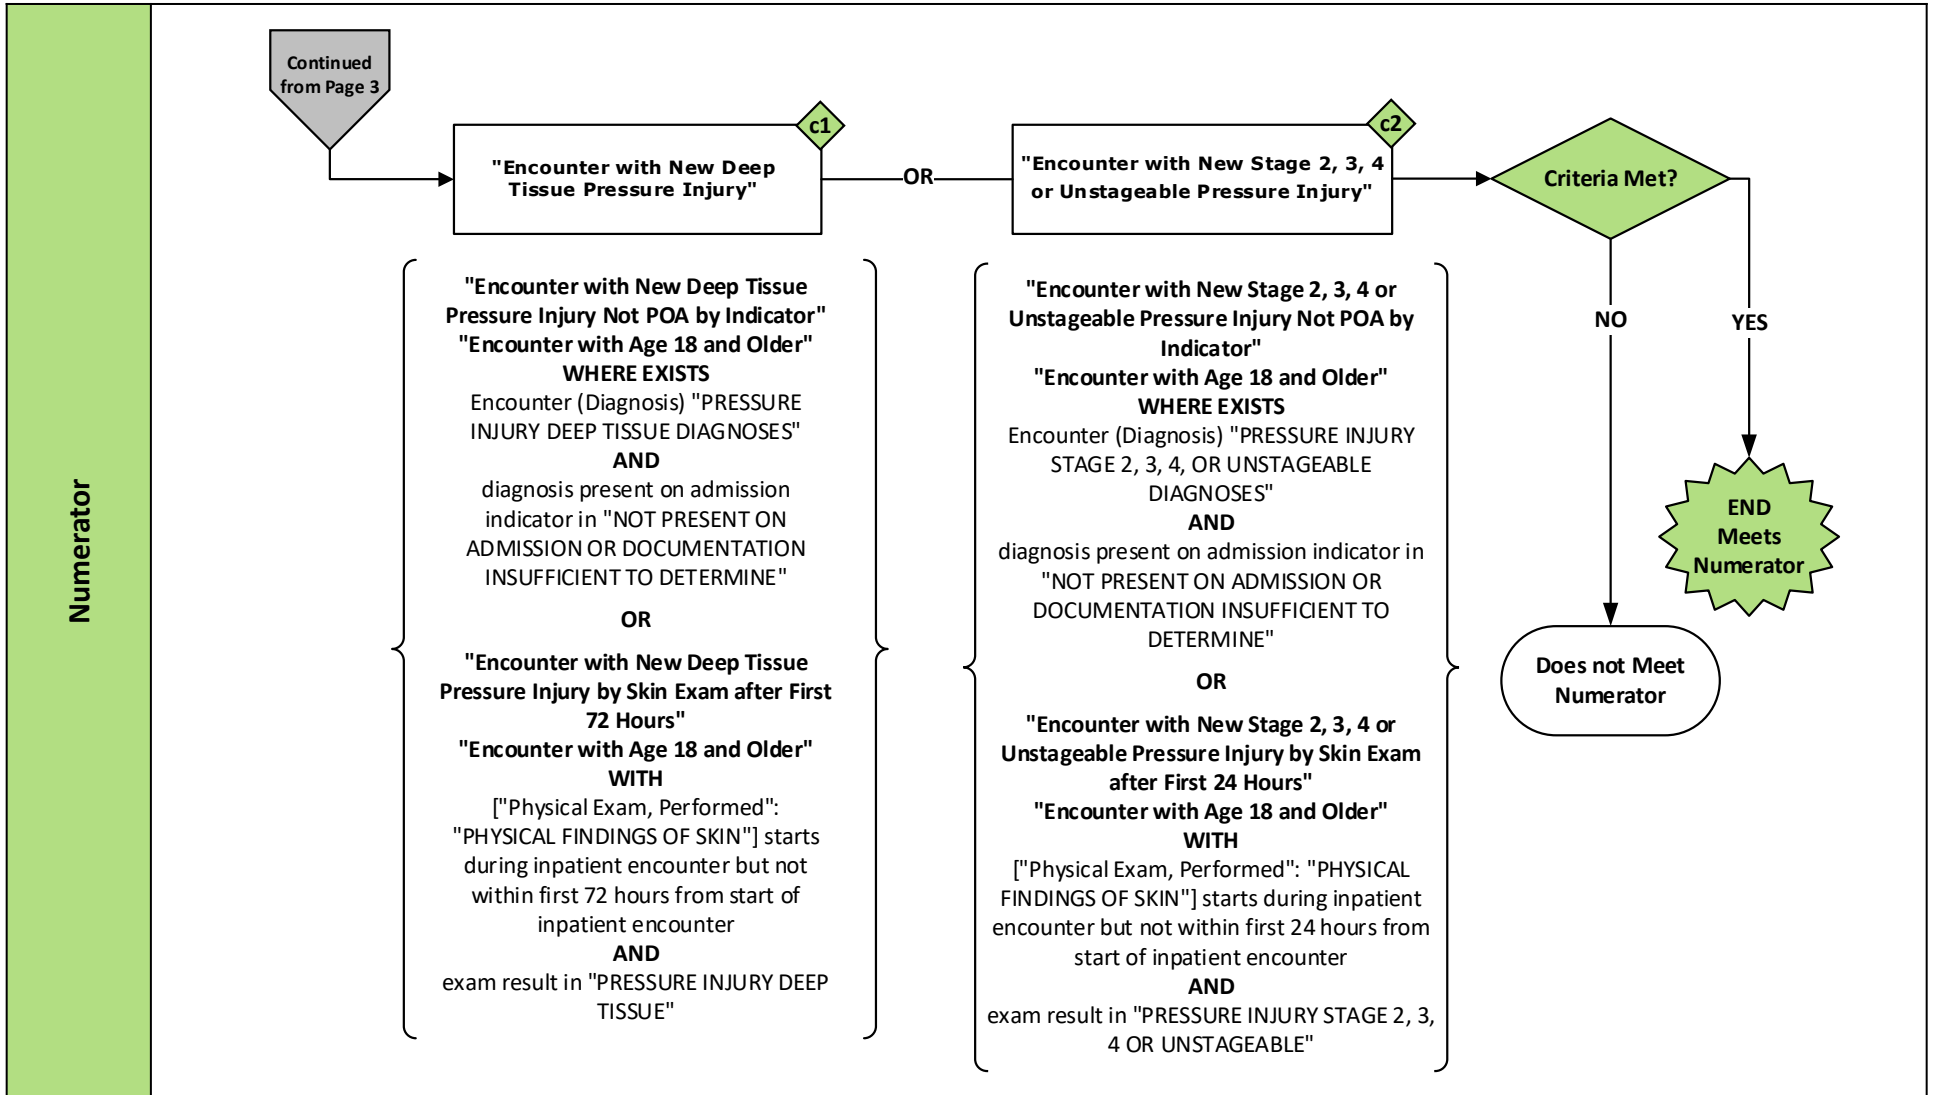 Numerator
Continued
from Page 3
c1
"Encounter with New Deep
Tissue Pressure Injury"
OR
c2
"Encounter with New Stage 2, 3, 4
or Unstageable Pressure Injury"
Criteria Met?
NO
YES
END
Meets
Numerator
Does not Meet
Numerator
"Encounter with New Deep Tissue
Pressure Injury Not POA by Indicator"
"Encounter with Age 18 and Older"
WHERE EXISTS
Encounter (Diagnosis) "PRESSURE
INJURY DEEP TISSUE DIAGNOSES"
AND
diagnosis present on admission
indicator in "NOT PRESENT ON
ADMISSION OR DOCUMENTATION
INSUFFICIENT TO DETERMINE"
OR
"Encounter with New Deep Tissue
Pressure Injury by Skin Exam after First
72 Hours"
"Encounter with Age 18 and Older"
WITH
["Physical Exam, Performed":
"PHYSICAL FINDINGS OF SKIN"] starts
during inpatient encounter but not
within first 72 hours from start of
inpatient encounter
AND
exam result in "PRESSURE INJURY DEEP
TISSUE"
"Encounter with New Stage 2, 3, 4 or
Unstageable Pressure Injury Not POA by
Indicator"
"Encounter with Age 18 and Older"
WHERE EXISTS
Encounter (Diagnosis) "PRESSURE INJURY
STAGE 2, 3, 4, OR UNSTAGEABLE
DIAGNOSES"
AND
diagnosis present on admission indicator in
"NOT PRESENT ON ADMISSION OR
DOCUMENTATION INSUFFICIENT TO
DETERMINE"
OR
"Encounter with New Stage 2, 3, 4 or
Unstageable Pressure Injury by Skin Exam
after First 24 Hours"
"Encounter with Age 18 and Older"
WITH
["Physical Exam, Performed": "PHYSICAL
FINDINGS OF SKIN"] starts during inpatient
encounter but not within first 24 hours from
start of inpatient encounter
AND
exam result in "PRESSURE INJURY STAGE 2, 3,
4 OR UNSTAGEABLE"